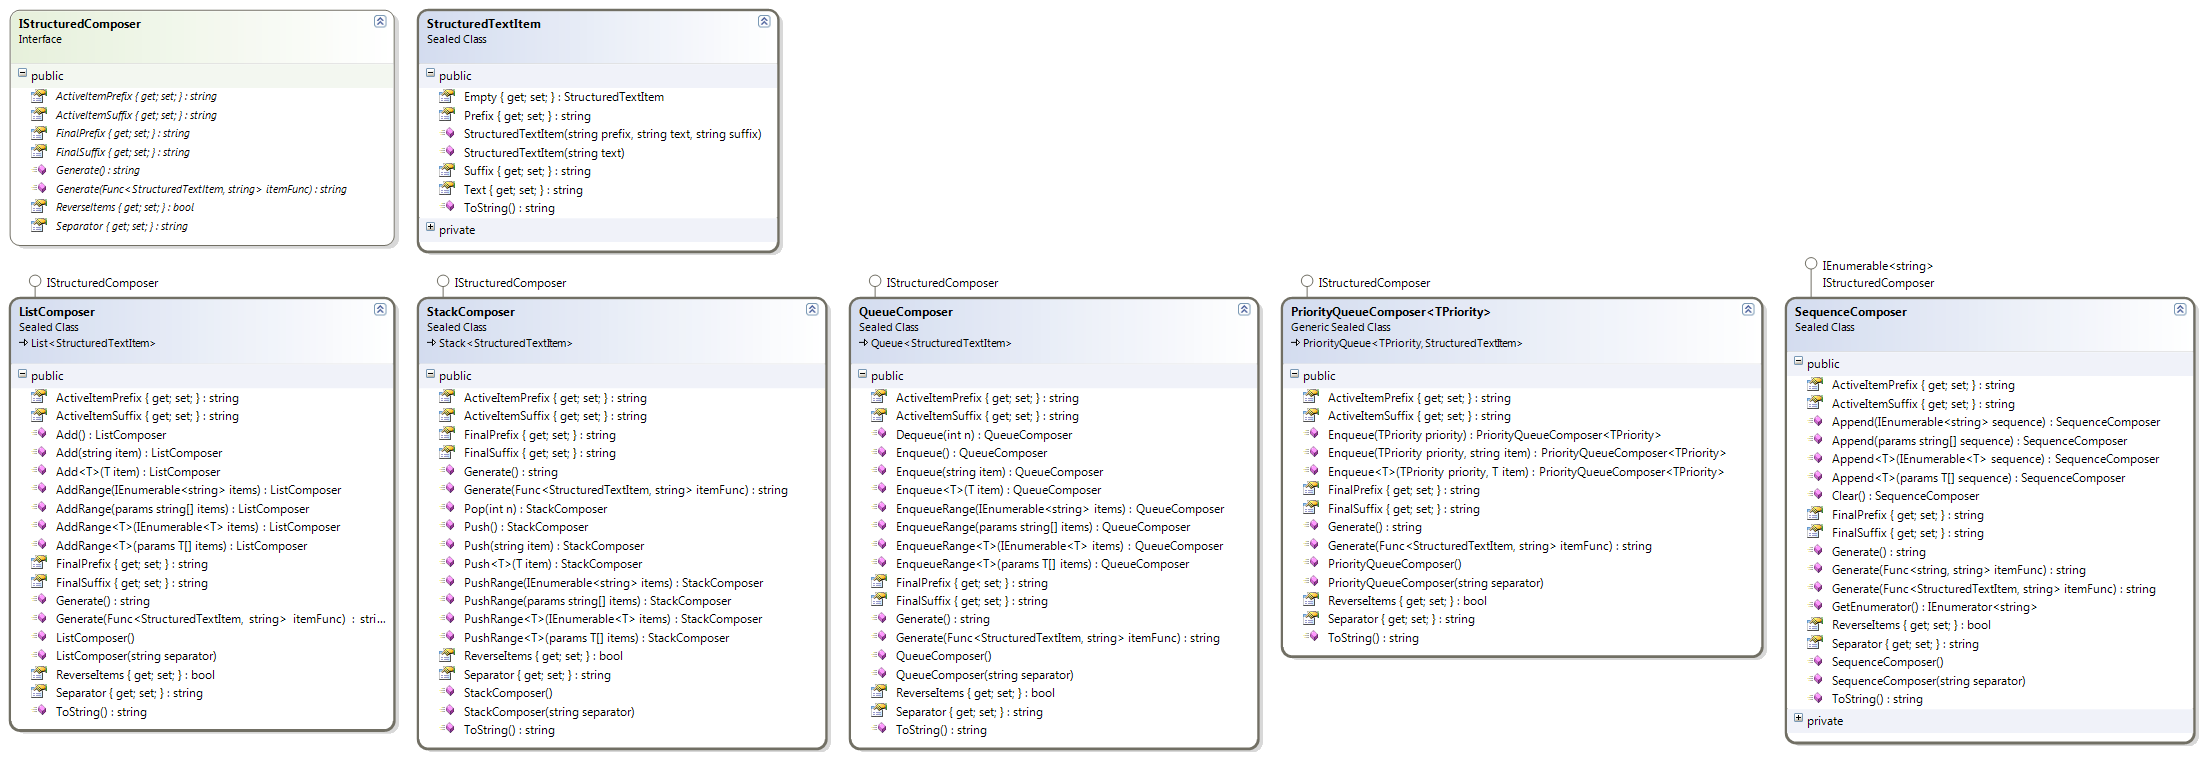 IStructuredComposer
Interface
public
ActiveItemPrefix { get; set; } : string
ActiveItemSuffix { get; set; } : string
FinalPrefix { get; set; } : string
FinalSuffix { get; set; } : string
Generate() : string
Generate(Func<StructuredTextItem, string> itemFunc) : string
ReverseItems { get; set; } : bool
Separator { get; set; } : string
StructuredTextItem
Sealed Class
public
Empty { get; set; } : StructuredTextItem
Prefix { get; set; } : string
StructuredTextItem(string prefix, string text, string suffix)
StructuredTextItem(string text)
Suffix { get; set; } : string
Text { get; set; } : string
ToString() : string
private
IStructuredComposer
ListComposer
Sealed Class
List<StructuredTextItem>
public
ActiveItemPrefix { get; set; } : string
ActiveItemSuffix { get; set; } : string
Add() : ListComposer
Add(string item) : ListComposer
Add<T>(T item) : ListComposer
AddRange(IEnumerable<string> items) : ListComposer
AddRange(params string[] items) : ListComposer
AddRange<T>(IEnumerable<T> items) : ListComposer
AddRange<T>(params T[] items) : ListComposer
FinalPrefix { get; set; } : string
FinalSuffix { get; set; } : string
Generate() : string
Generate(Func<StructuredTextItem, string> itemFunc) : stri...
ListComposer()
ListComposer(string separator)
ReverseItems { get; set; } : bool
Separator { get; set; } : string
ToString() : string
IStructuredComposer
StackComposer
Sealed Class
Stack<StructuredTextItem>
public
ActiveItemPrefix { get; set; } : string
ActiveItemSuffix { get; set; } : string
FinalPrefix { get; set; } : string
FinalSuffix { get; set; } : string
Generate() : string
Generate(Func<StructuredTextItem, string> itemFunc) : string
Pop(int n) : StackComposer
Push() : StackComposer
Push(string item) : StackComposer
Push<T>(T item) : StackComposer
PushRange(IEnumerable<string> items) : StackComposer
PushRange(params string[] items) : StackComposer
PushRange<T>(IEnumerable<T> items) : StackComposer
PushRange<T>(params T[] items) : StackComposer
ReverseItems { get; set; } : bool
Separator { get; set; } : string
StackComposer()
StackComposer(string separator)
ToString() : string
IStructuredComposer
QueueComposer
Sealed Class
Queue<StructuredTextItem>
public
ActiveItemPrefix { get; set; } : string
ActiveItemSuffix { get; set; } : string
Dequeue(int n) : QueueComposer
Enqueue() : QueueComposer
Enqueue(string item) : QueueComposer
Enqueue<T>(T item) : QueueComposer
EnqueueRange(IEnumerable<string> items) : QueueComposer
EnqueueRange(params string[] items) : QueueComposer
EnqueueRange<T>(IEnumerable<T> items) : QueueComposer
EnqueueRange<T>(params T[] items) : QueueComposer
FinalPrefix { get; set; } : string
FinalSuffix { get; set; } : string
Generate() : string
Generate(Func<StructuredTextItem, string> itemFunc) : string
QueueComposer()
QueueComposer(string separator)
ReverseItems { get; set; } : bool
Separator { get; set; } : string
ToString() : string
IStructuredComposer
PriorityQueueComposer<TPriority>
Generic Sealed Class
PriorityQueue<TPriority, StructuredTextItem>
public
ActiveItemPrefix { get; set; } : string
ActiveItemSuffix { get; set; } : string
Enqueue(TPriority priority) : PriorityQueueComposer<TPriority>
Enqueue(TPriority priority, string item) : PriorityQueueComposer<TPriority>
Enqueue<T>(TPriority priority, T item) : PriorityQueueComposer<TPriority>
FinalPrefix { get; set; } : string
FinalSuffix { get; set; } : string
Generate() : string
Generate(Func<StructuredTextItem, string> itemFunc) : string
PriorityQueueComposer()
PriorityQueueComposer(string separator)
ReverseItems { get; set; } : bool
Separator { get; set; } : string
ToString() : string
IEnumerable<string>
IStructuredComposer
SequenceComposer
Sealed Class
public
ActiveItemPrefix { get; set; } : string
ActiveItemSuffix { get; set; } : string
Append(IEnumerable<string> sequence) : SequenceComposer
Append(params string[] sequence) : SequenceComposer
Append<T>(IEnumerable<T> sequence) : SequenceComposer
Append<T>(params T[] sequence) : SequenceComposer
Clear() : SequenceComposer
FinalPrefix { get; set; } : string
FinalSuffix { get; set; } : string
Generate() : string
Generate(Func<string, string> itemFunc) : string
Generate(Func<StructuredTextItem, string> itemFunc) : string
GetEnumerator() : IEnumerator<string>
ReverseItems { get; set; } : bool
Separator { get; set; } : string
SequenceComposer()
SequenceComposer(string separator)
ToString() : string
private